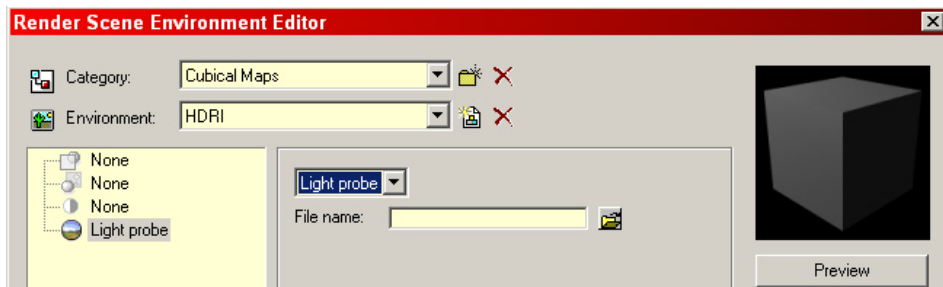 Render Scene Environment Editor
Category: Cubical Maps
Environment: HDRI
None
None
None
Light probe
Light probe
File name:
Preview